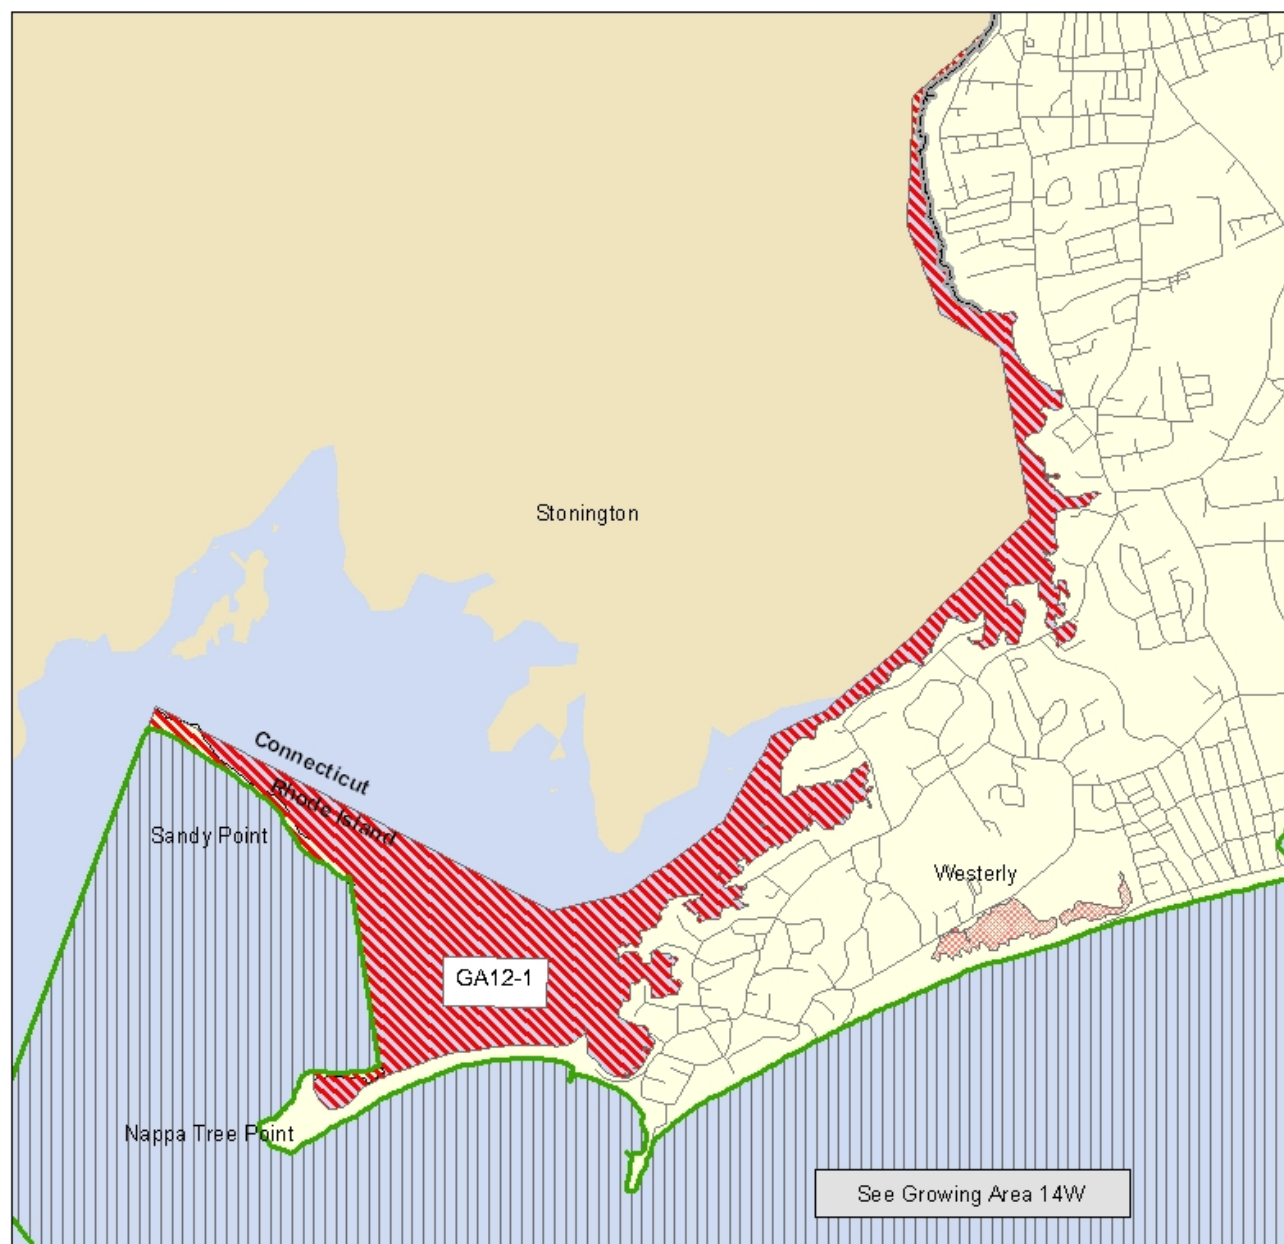 Stonington
Connecticut
Rhode Island
Sandy Point
Westerly
GA12-1
Nappa Tree Point
See Growing Area 14W